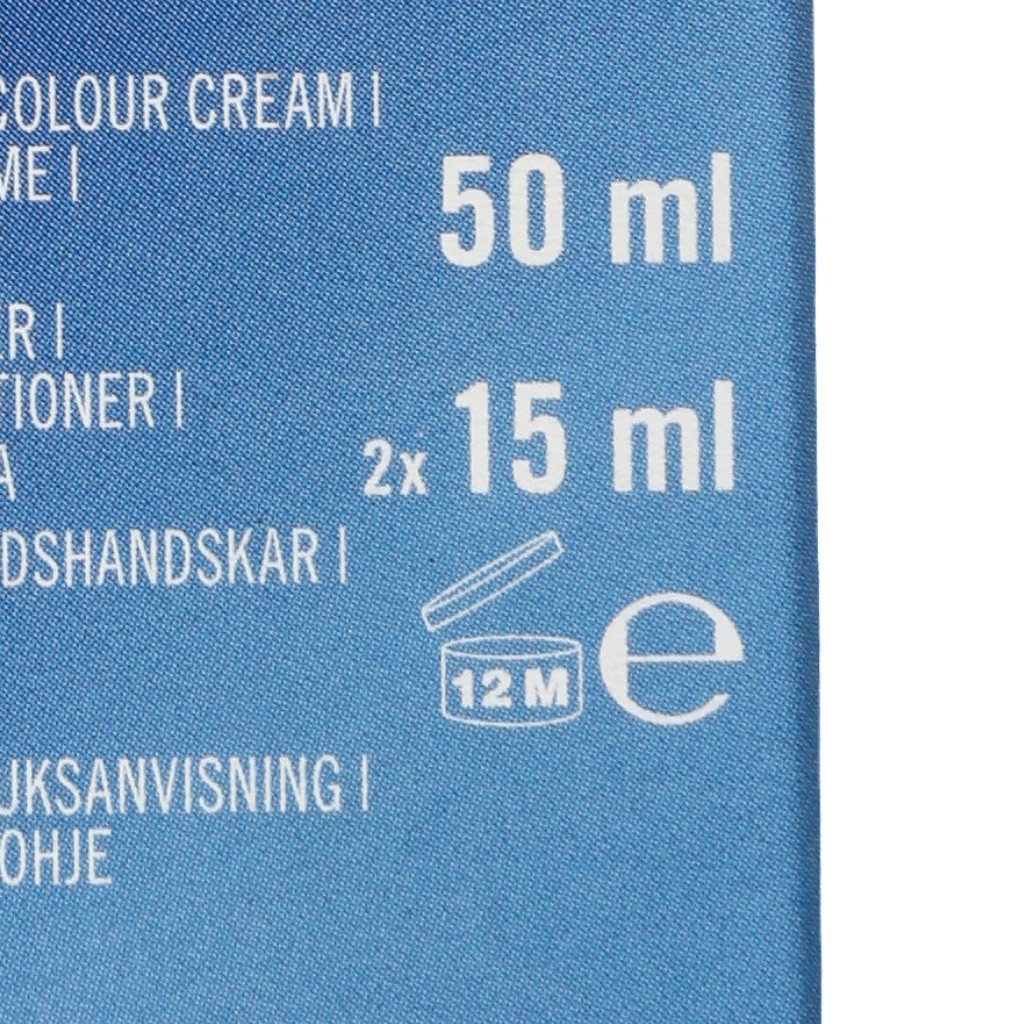 COLOUR CREAM |
ME |
50 ml
R |
TIONER |
2x 15 ml
A
DSHANDSKAR |
12 M e
UKSANVISNING |
OHJE